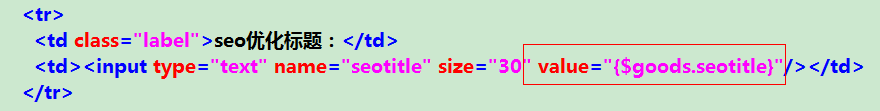 <tr>
<td class="label">seo优化标题：</td>
<td><input type="text" name="seotitle" size="30" value="{$goods.seotitle}"/></td>
</tr>